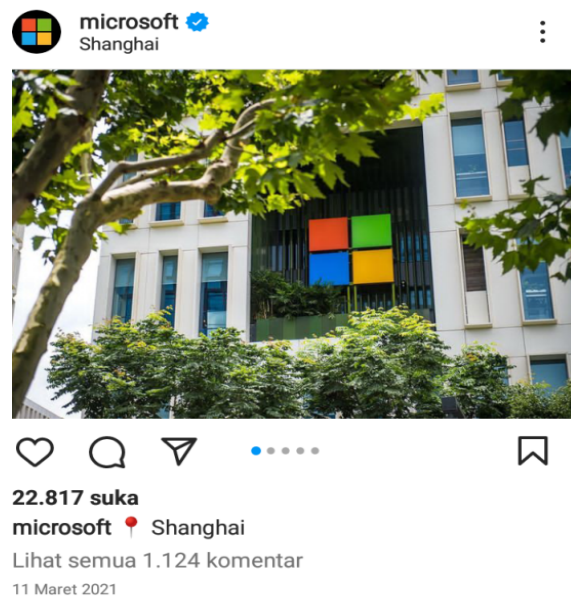 microsoft
Shanghai
22.817 suka
microsoft 📍 Shanghai
Lihat semua 1.124 komentar
11 Maret 2021